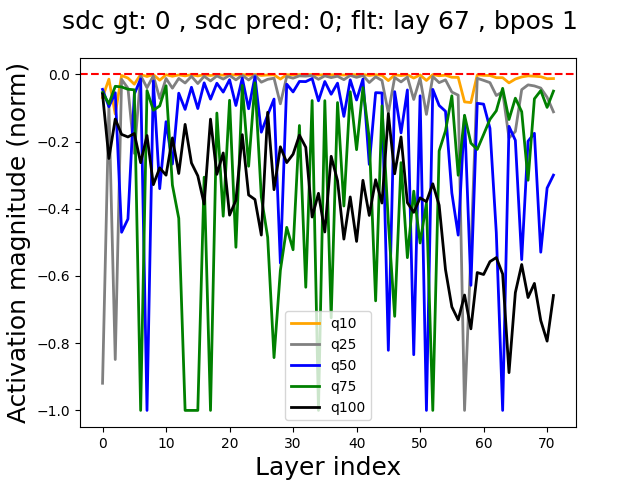 sdc gt: 0 , sdc pred: 0; flt: lay 67 , bpos 1
Activation magnitude (norm)
0.0
−0.2
−0.4
−0.6
−0.8
−1.0
q10
q25
q50
q75
q100
0 10 20 30 40 50 60 70
Layer index